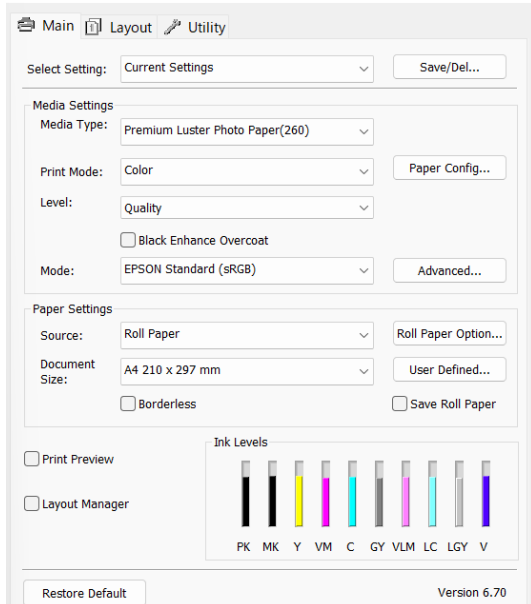 Main Layout Utility
Select Setting: Current Settings Save/Del...
Media Settings
Media Type: Premium Luster Photo Paper(260)
Print Mode: Color Paper Config...
Level: Quality
Black Enhance Overcoat
Mode: EPSON Standard (sRGB) Advanced...
Paper Settings
Source: Roll Paper Roll Paper Option...
Document
Size: A4 210 x 297 mm User Defined...
Borderless Save Roll Paper
Ink Levels
Print Preview
Layout Manager
PK MK Y VM C GY VLM LC LGY V
Restore Default Version 6.70